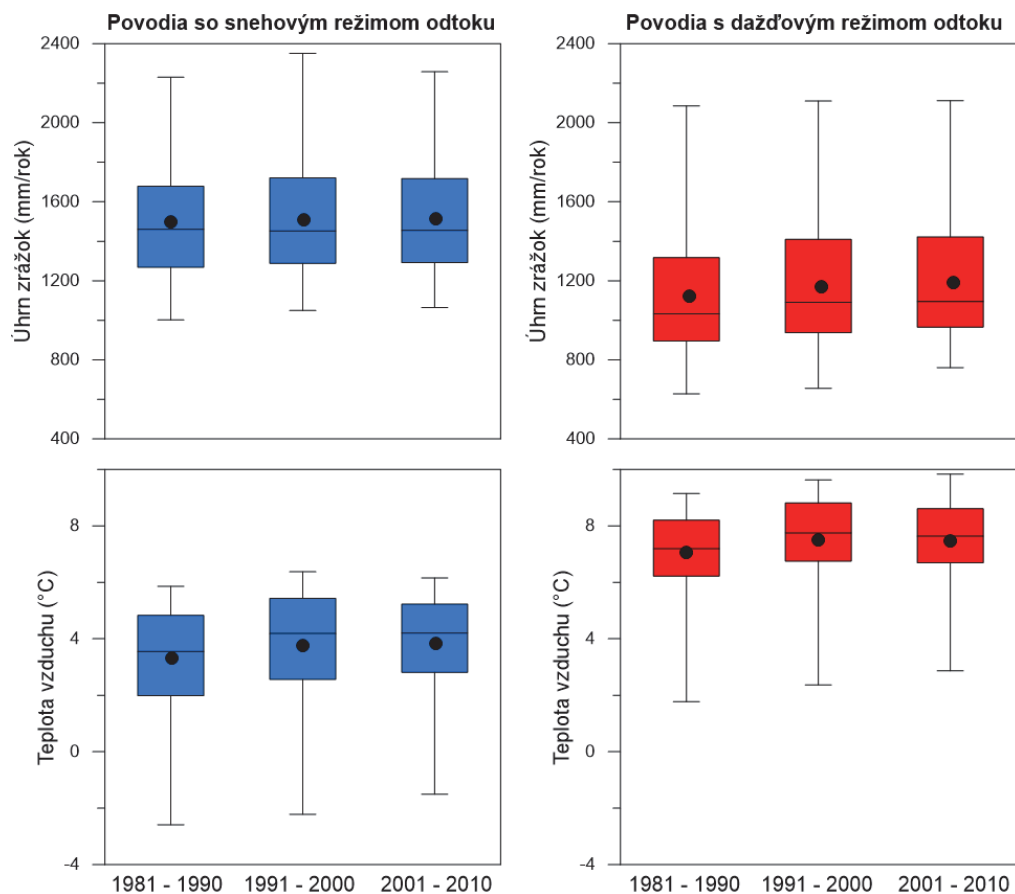 Povodia so snehovým režimom odtoku
Povodia s dažďovým režimom odtoku
Úhrn zrážok (mm/rok)
2400
2000
1600
1200
800
400
Úhrn zrážok (mm/rok)
2400
2000
1600
1200
800
400
Teplota vzduchu (°C)
8
4
0
-4
1981 - 1990
1991 - 2000
2001 - 2010
Teplota vzduchu (°C)
8
4
0
-4
1981 - 1990
1991 - 2000
2001 - 2010